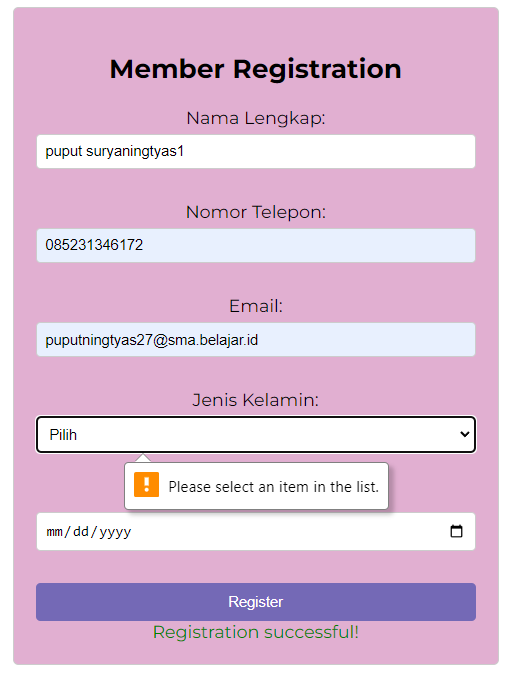 Member Registration
Nama Lengkap:
puput suryaningtyas1
Nomor Telepon:
085231346172
Email:
puputningtyas27@sma.belajar.id
Jenis Kelamin:
Pilih
! Please select an item in the list.
mm/dd/yyyy
Register
Registration successful!